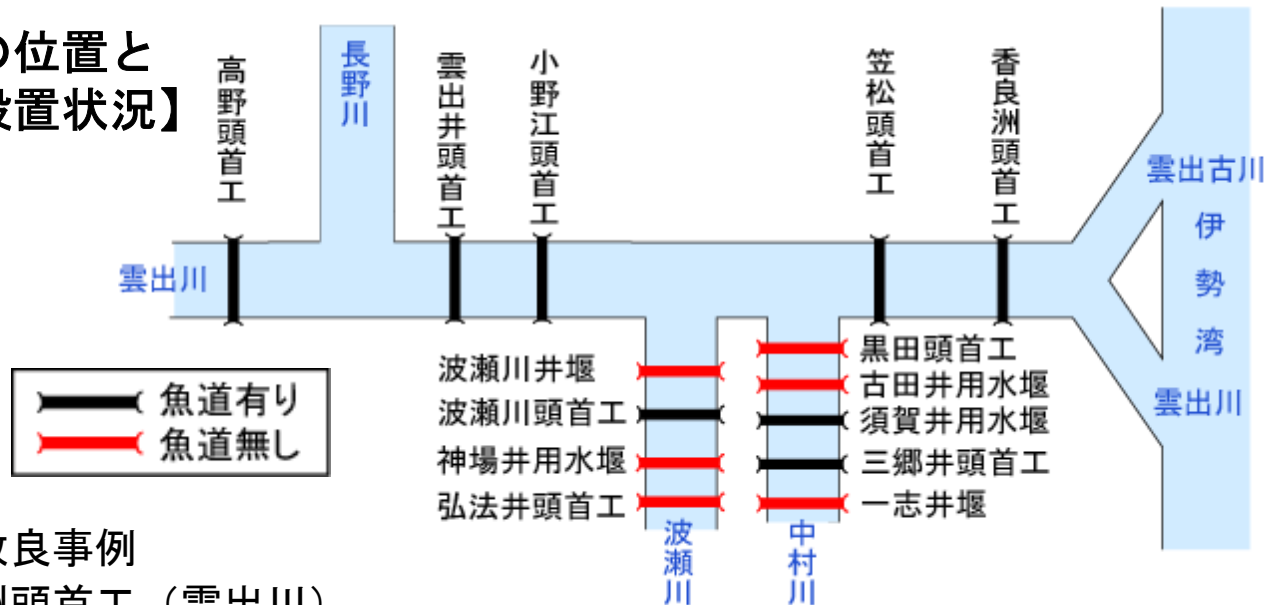 の位置と
設置状況】
高野頭首工
長野川
雲出井頭首工
小野江頭首工
笠松頭首工
香良洲頭首工
雲出古川
伊勢湾
雲出川
雲出川
魚道有り
魚道無し
波瀬川井堰
波瀬川頭首工
神場井用水堰
弘法井頭首工
黒田頭首工
古田井用水堰
須賀井用水堰
三郷井頭首工
一志井堰
波瀬川
中村川
改良事例
洲頭首工（雲出川）